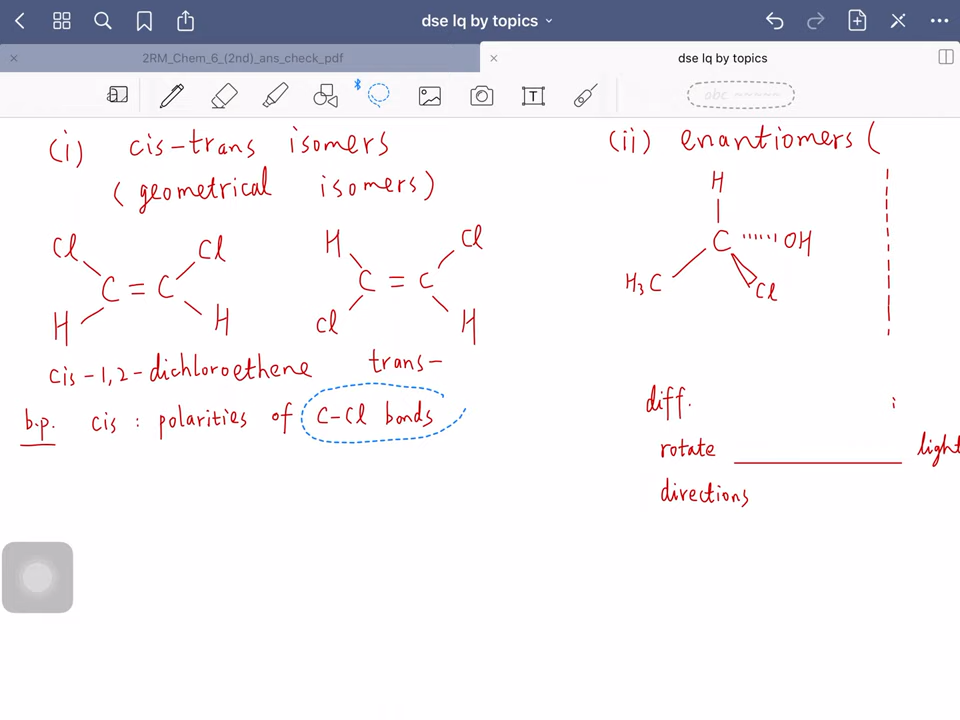 dse lq by topics
2RM_Chem_6_(2nd)_ans_check_pdf
dse lq by topics
T
abc ~~~~~
(i) cis-trans isomers
(geometrical isomers)
Cl Cl
C = C
H H
H Cl
C = C
Cl H
cis-1,2-dichloroethene trans-
b.p. cis : polarities of C-Cl bonds
(ii) enantiomers (
H
C OH
H3C Cl
diff. :
rotate ________ light
directions